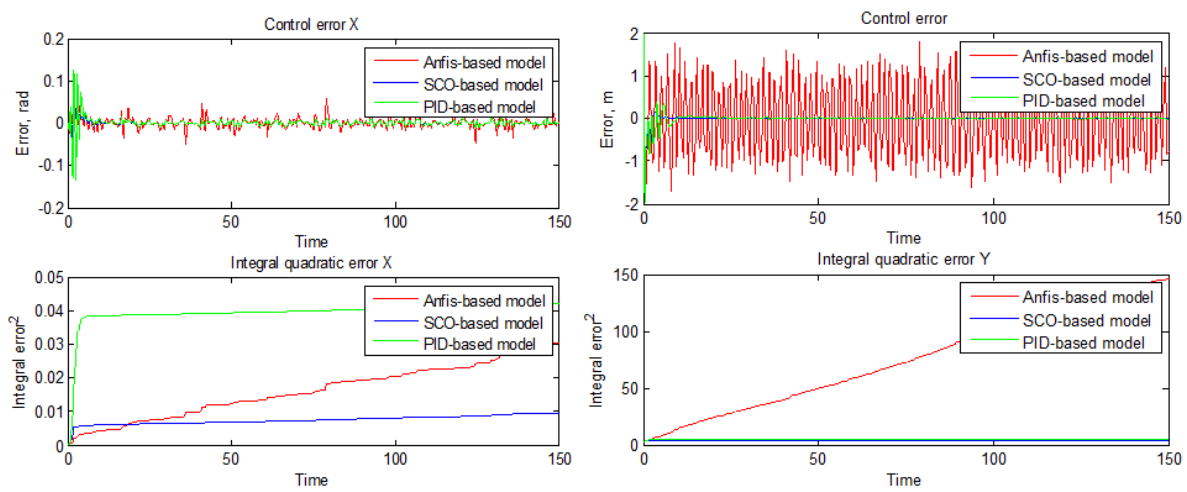 Control error X
0.2
0.1
0
-0.1
-0.2
Error, rad
Anfis-based model
SCO-based model
PID-based model
0 50 100 150
Time
Control error
2
1
0
-1
-2
Error, m
Anfis-based model
SCO-based model
PID-based model
0 50 100 150
Time
Integral quadratic error X
0.05
0.04
0.03
0.02
0.01
0
Integral error²
Anfis-based model
SCO-based model
PID-based model
0 50 100 150
Time
Integral quadratic error Y
150
100
50
0
Integral error²
Anfis-based model
SCO-based model
PID-based model
0 50 100 150
Time